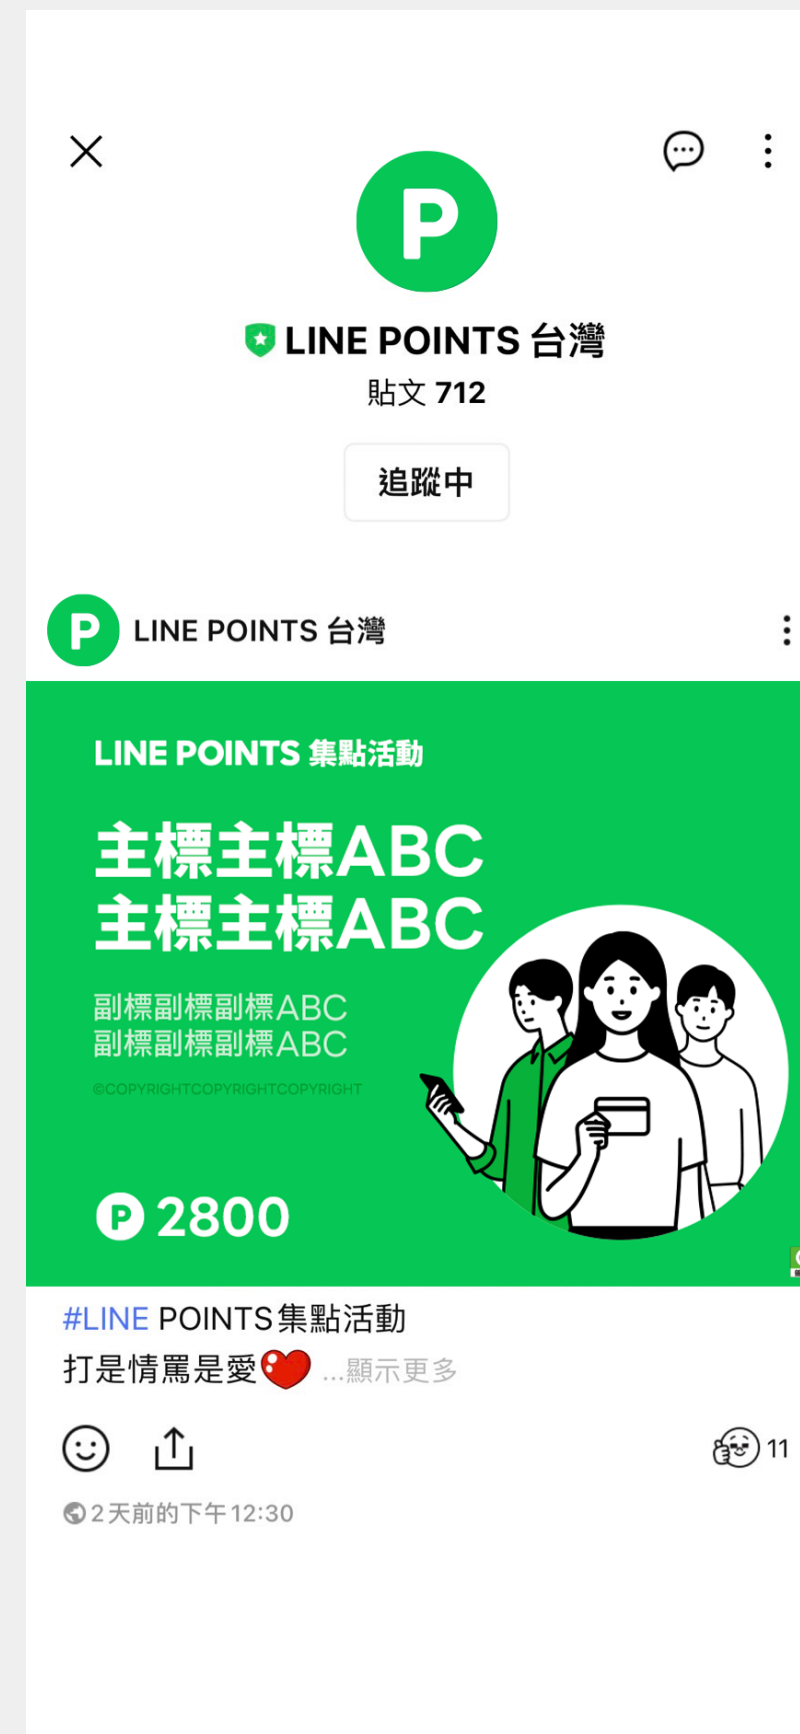 P
LINE POINTS 台灣
貼文 712
追蹤中
P
LINE POINTS 台灣
LINE POINTS 集點活動
主標主標ABC
主標主標ABC
副標副標副標ABC
副標副標副標ABC
©COPYRIGHTCOPYRIGHTCOPYRIGHT
P 2800
#LINE POINTS集點活動
打是情罵是愛 ...顯示更多
11
2天前的下午12:30